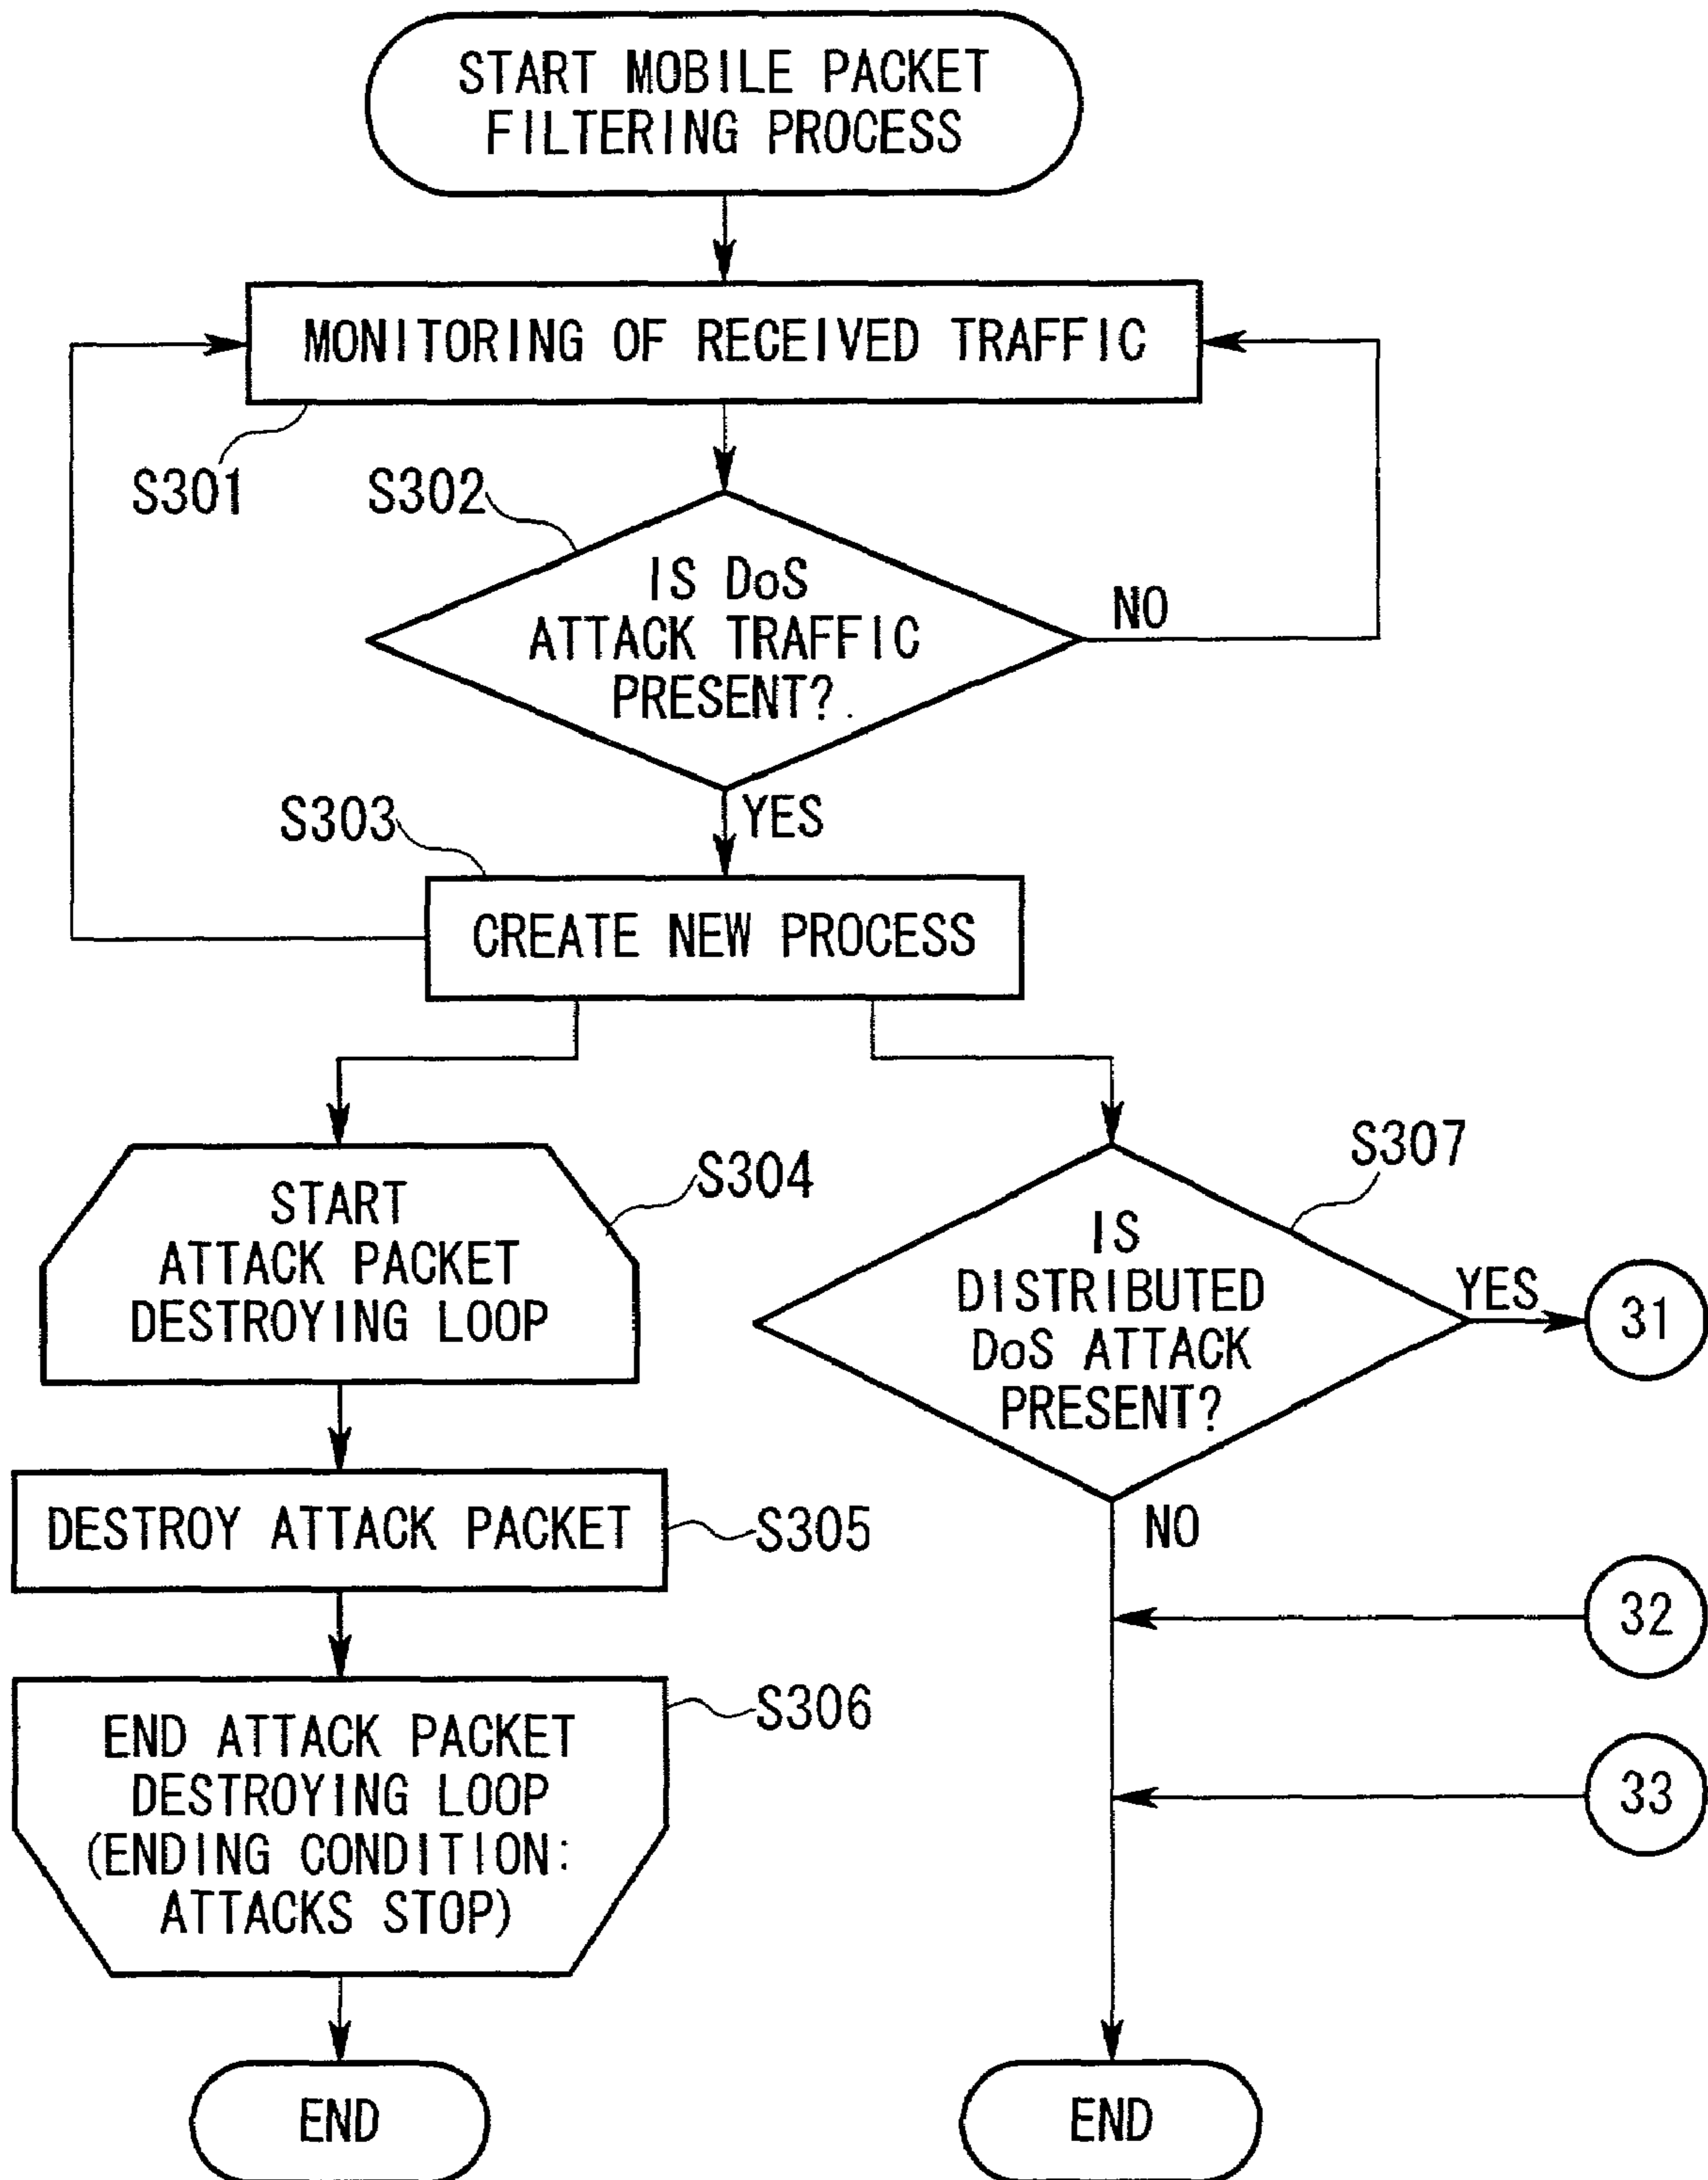 START MOBILE PACKET
FILTERING PROCESS
MONITORING OF RECEIVED TRAFFIC
S301
S302
IS DoS
ATTACK TRAFFIC
PRESENT?
NO
YES
S303
CREATE NEW PROCESS
START
ATTACK PACKET
DESTROYING LOOP
S304
S307
IS
DISTRIBUTED
DoS ATTACK
PRESENT?
YES
31
NO
DESTROY ATTACK PACKET
S305
32
END ATTACK PACKET
DESTROYING LOOP
(ENDING CONDITION:
ATTACKS STOP)
S306
33
END
END